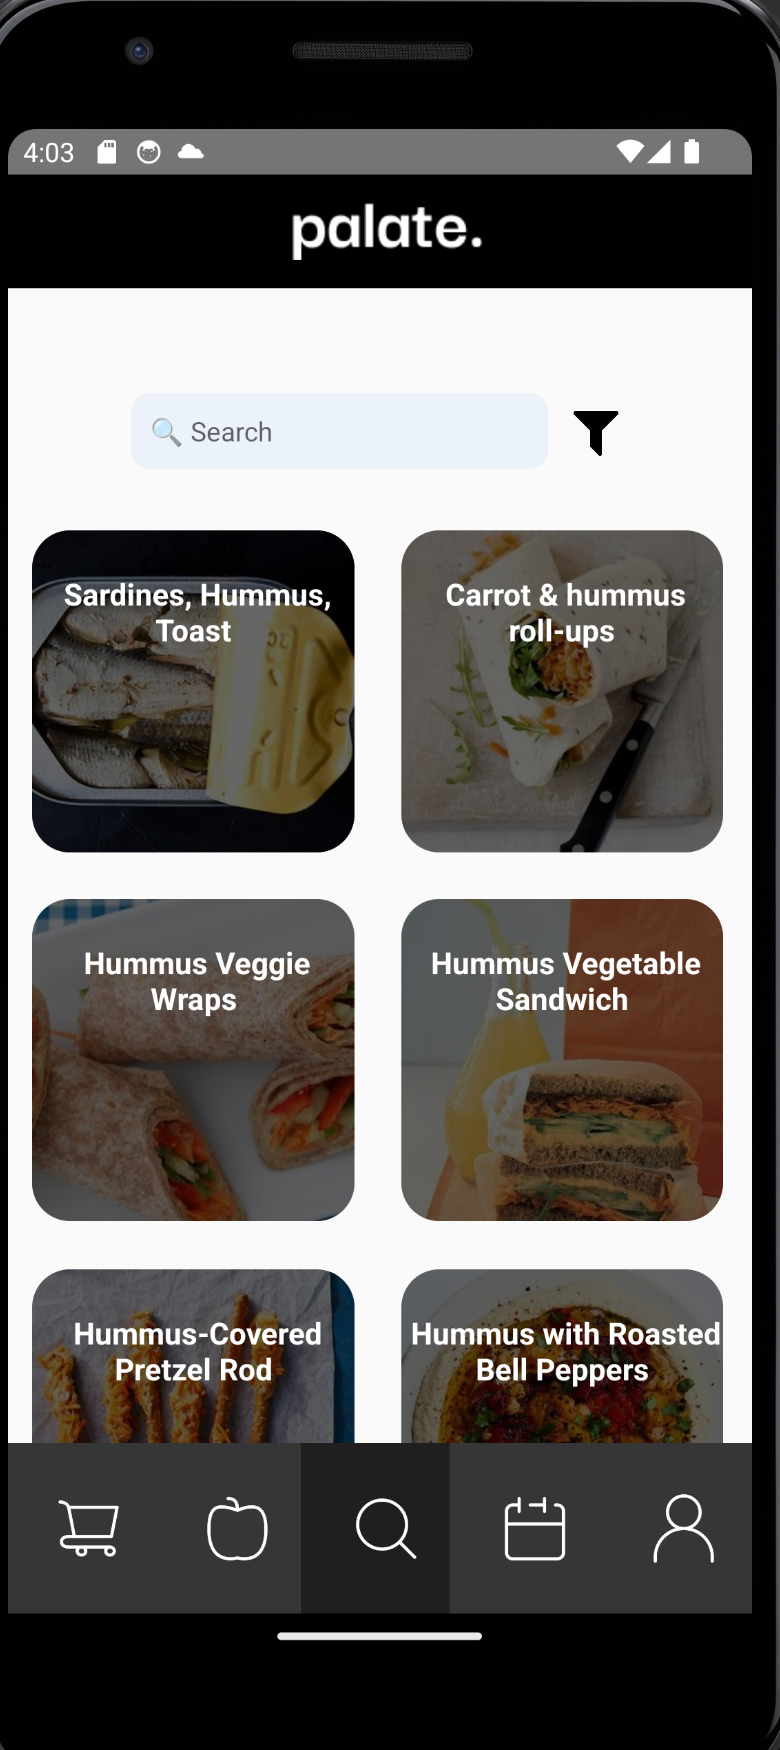 4:03
palate.
🔍 Search
Sardines, Hummus,
Toast
Carrot & hummus
roll-ups
Hummus Veggie
Wraps
Hummus Vegetable
Sandwich
Hummus-Covered
Pretzel Rod
Hummus with Roasted
Bell Peppers